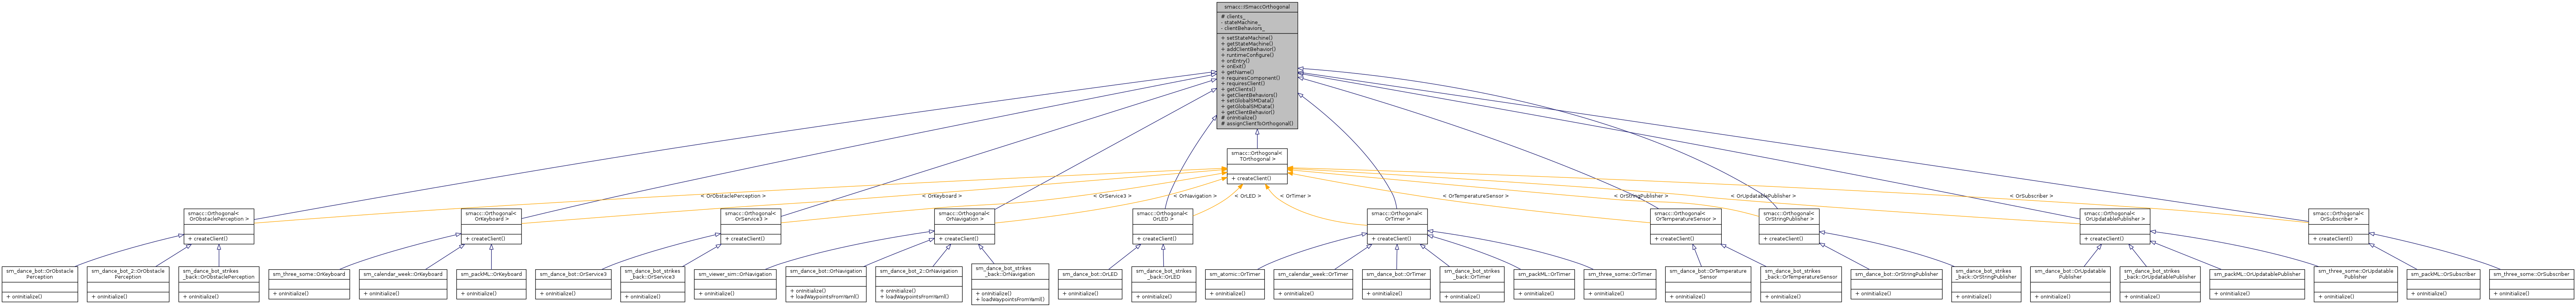 smacc::ISmaccOrthogonal
# clients_
- stateMachine_
- clientBehaviors_
+ setStateMachine()
+ getStateMachine()
+ addClientBehavior()
+ runtimeConfigure()
+ onEntry()
+ onExit()
+ getName()
+ requiresComponent()
+ requiresClient()
+ getClients()
+ getClientBehaviors()
+ setGlobalSMData()
+ getGlobalSMData()
+ getClientBehavior()
# onInitialize()
# assignClientToOrthogonal()
smacc::Orthogonal<
TOrthogonal >
+ createClient()
< OrObstaclePerception >
< OrKeyboard >
< OrService3 >
< OrNavigation >
< OrLED >
< OrTimer >
< OrTemperatureSensor >
< OrStringPublisher >
< OrUpdatablePublisher >
< OrSubscriber >
smacc::Orthogonal<
OrObstaclePerception >
+ createClient()
smacc::Orthogonal<
OrKeyboard >
+ createClient()
smacc::Orthogonal<
OrService3 >
+ createClient()
smacc::Orthogonal<
OrNavigation >
+ createClient()
smacc::Orthogonal<
OrLED >
+ createClient()
smacc::Orthogonal<
OrTimer >
+ createClient()
smacc::Orthogonal<
OrTemperatureSensor >
+ createClient()
smacc::Orthogonal<
OrStringPublisher >
+ createClient()
smacc::Orthogonal<
OrUpdatablePublisher >
+ createClient()
smacc::Orthogonal<
OrSubscriber >
+ createClient()
sm_dance_bot::OrObstacle
Perception
+ onInitialize()
sm_dance_bot_2::OrObstacle
Perception
+ onInitialize()
sm_dance_bot_strikes
_back::OrObstaclePerception
+ onInitialize()
sm_three_some::OrKeyboard
+ onInitialize()
sm_calendar_week::OrKeyboard
+ onInitialize()
sm_packML::OrKeyboard
+ onInitialize()
sm_dance_bot::OrService3
+ onInitialize()
sm_dance_bot_strikes
_back::OrService3
+ onInitialize()
sm_viewer_sim::OrNavigation
+ onInitialize()
sm_dance_bot::OrNavigation
+ onInitialize()
+ loadWaypointsFromYaml()
sm_dance_bot_2::OrNavigation
+ onInitialize()
+ loadWaypointsFromYaml()
sm_dance_bot_strikes
_back::OrNavigation
+ onInitialize()
+ loadWaypointsFromYaml()
sm_dance_bot::OrLED
+ onInitialize()
sm_dance_bot_strikes
_back::OrLED
+ onInitialize()
sm_atomic::OrTimer
+ onInitialize()
sm_calendar_week::OrTimer
+ onInitialize()
sm_dance_bot::OrTimer
+ onInitialize()
sm_dance_bot_strikes
_back::OrTimer
+ onInitialize()
sm_packML::OrTimer
+ onInitialize()
sm_three_some::OrTimer
+ onInitialize()
sm_dance_bot::OrTemperature
Sensor
+ onInitialize()
sm_dance_bot_strikes
_back::OrTemperatureSensor
+ onInitialize()
sm_dance_bot::OrStringPublisher
+ onInitialize()
sm_dance_bot_strikes
_back::OrStringPublisher
+ onInitialize()
sm_dance_bot::OrUpdatable
Publisher
+ onInitialize()
sm_dance_bot_strikes
_back::OrUpdatablePublisher
+ onInitialize()
sm_packML::OrUpdatablePublisher
+ onInitialize()
sm_three_some::OrUpdatable
Publisher
+ onInitialize()
sm_packML::OrSubscriber
+ onInitialize()
sm_three_some::OrSubscriber
+ onInitialize()